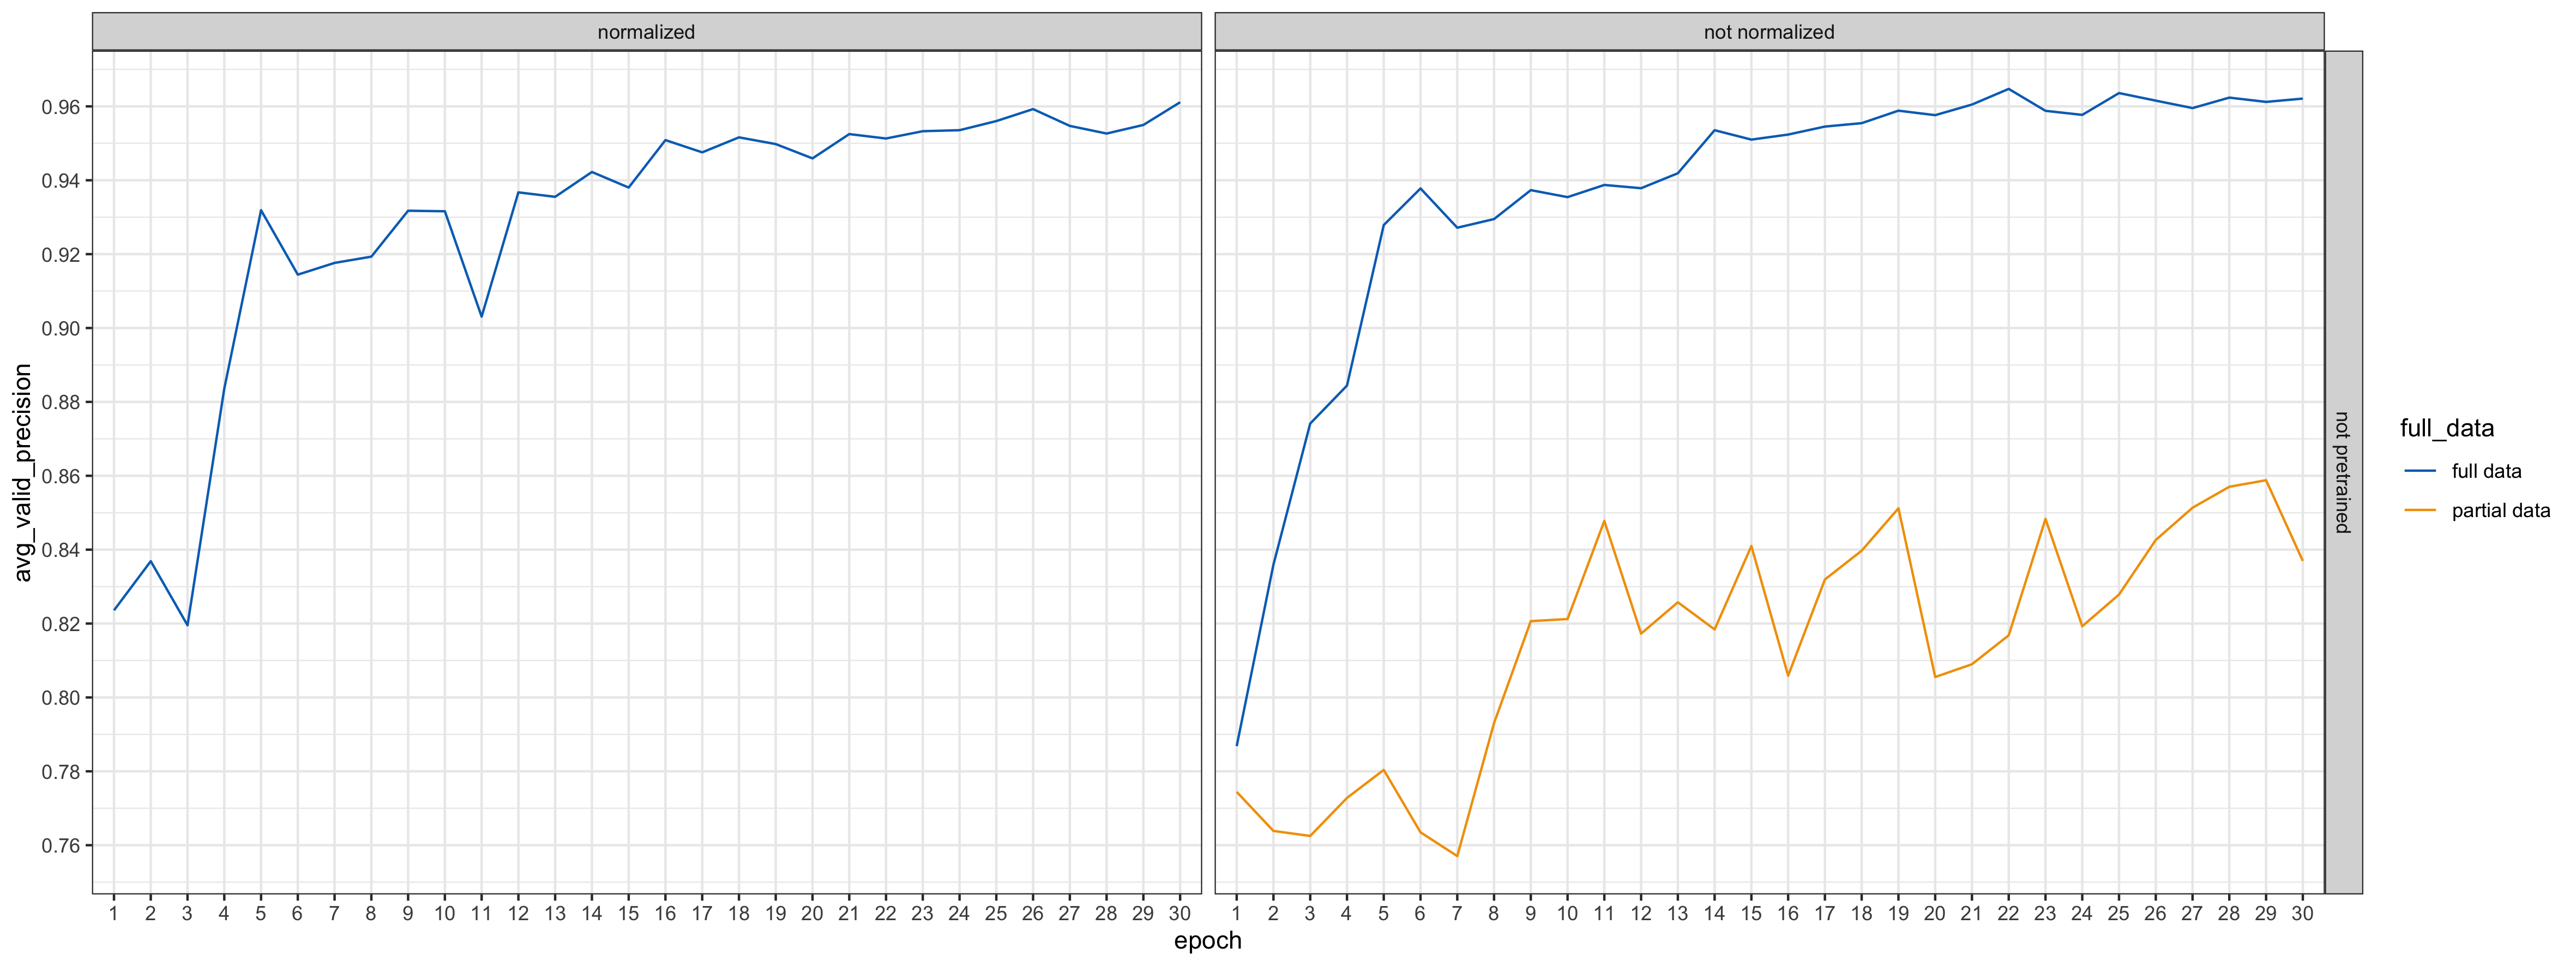 normalized
not normalized
avg_valid_precision
0.96
0.94
0.92
0.90
0.88
0.86
0.84
0.82
0.80
0.78
0.76
not pretrained
full_data
full data
partial data
1 2 3 4 5 6 7 8 9 10 11 12 13 14 15 16 17 18 19 20 21 22 23 24 25 26 27 28 29 30
1 2 3 4 5 6 7 8 9 10 11 12 13 14 15 16 17 18 19 20 21 22 23 24 25 26 27 28 29 30
epoch